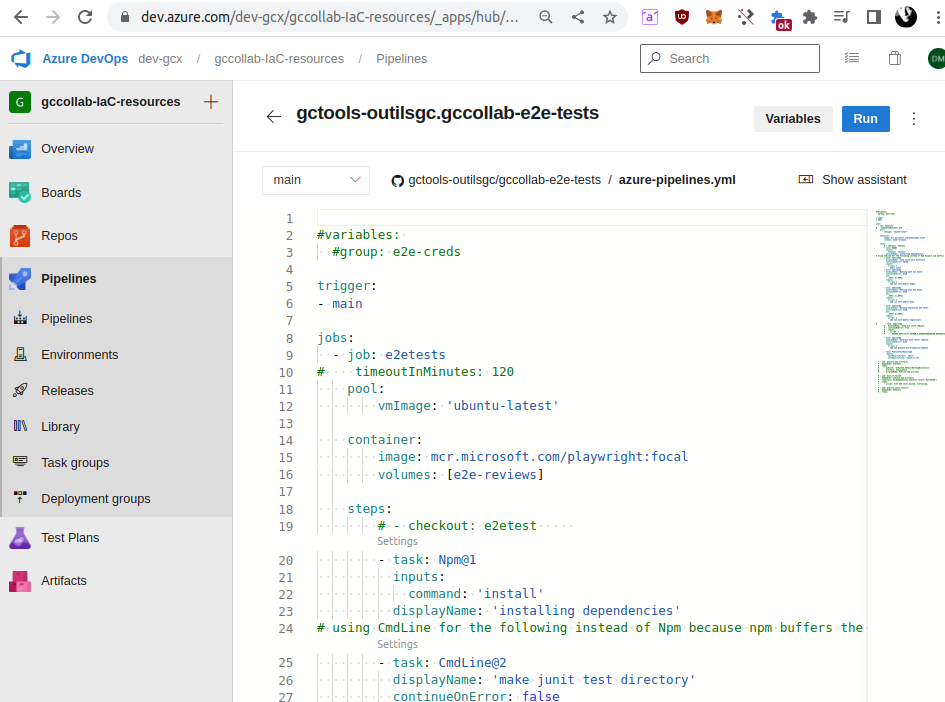 dev.azure.com/dev-gcx/gccollab-IaC-resources/_apps/hub/...
[a]
ok
Azure DevOps dev-gcx / gccollab-IaC-resources / Pipelines
Search
DM
G gccollab-IaC-resources +
Overview
Boards
Repos
Pipelines
Pipelines
Environments
Releases
Library
Task groups
Deployment groups
Test Plans
Artifacts
gctools-outilsgc.gccollab-e2e-tests
Variables
Run
main
gctools-outilsgc/gccollab-e2e-tests / azure-pipelines.yml
Show assistant
1
2 #variables:
3 #group: e2e-creds
4
5 trigger:
6 - main
7
8 jobs:
9 - job: e2etests
10 # timeoutInMinutes: 120
11 pool:
12 vmImage: 'ubuntu-latest'
13
14 container:
15 image: mcr.microsoft.com/playwright:focal
16 volumes: [e2e-reviews]
17
18 steps:
19 # - checkout: e2etest
Settings
20 - task: Npm@1
21 inputs:
22 command: 'install'
23 displayName: 'installing dependencies'
24 # using CmdLine for the following instead of Npm because npm buffers the
Settings
25 - task: CmdLine@2
26 displayName: 'make junit test directory'
27 continueOnError: false